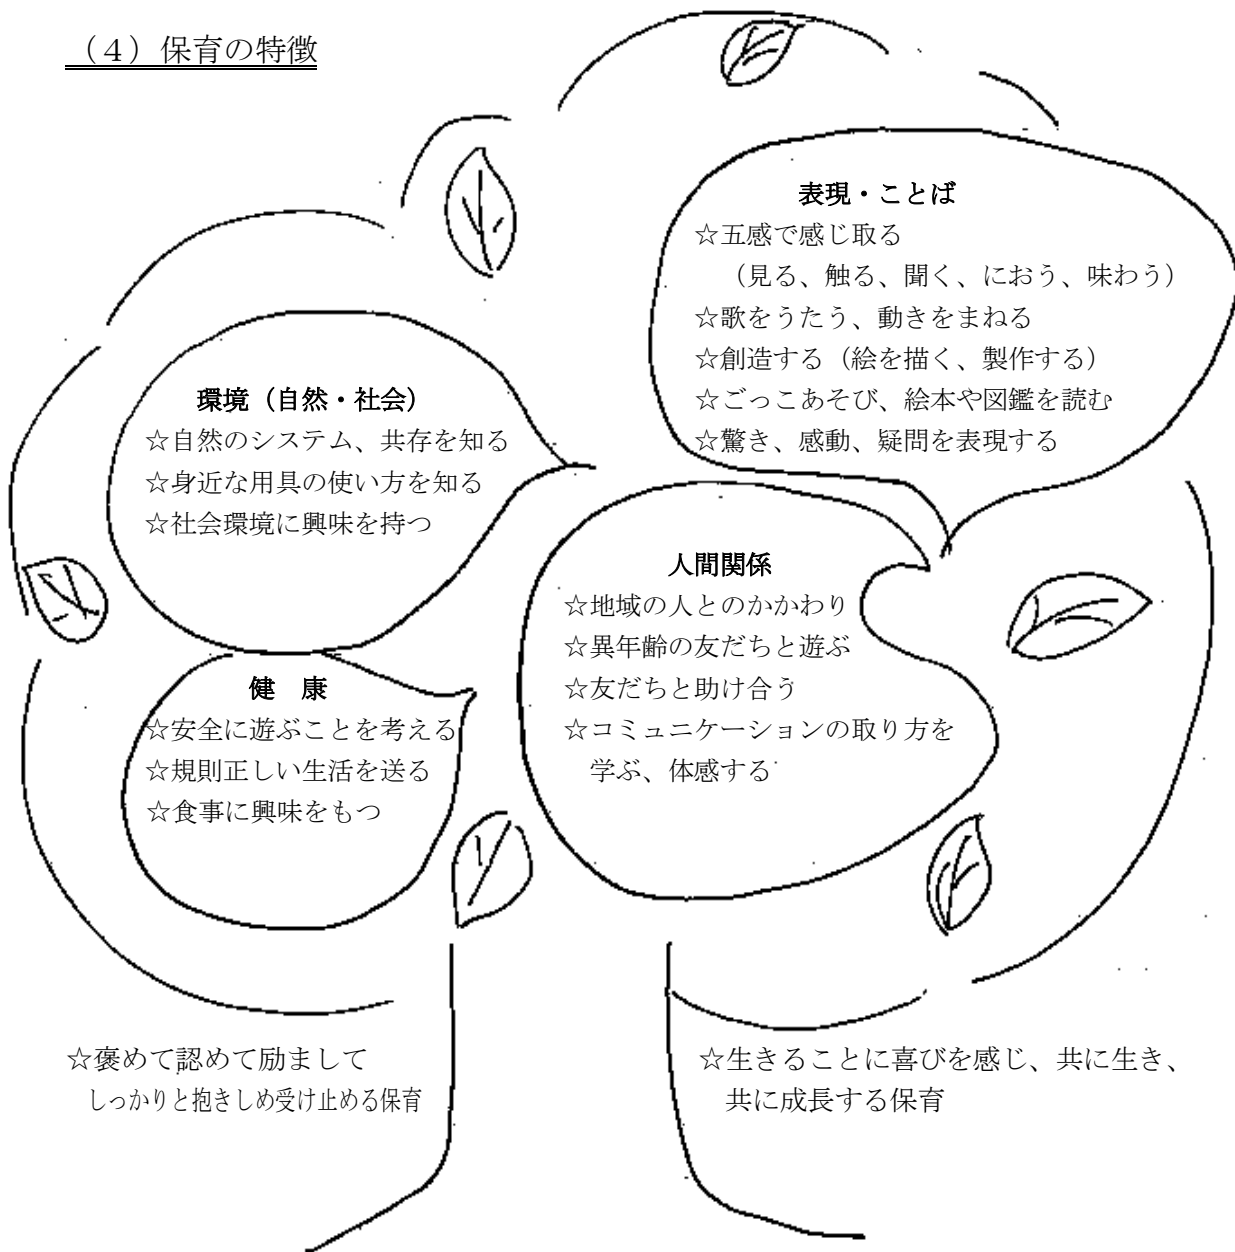 （４）保育の特徴
表現・ことば
☆五感で感じ取る
（見る、触る、聞く、におう、味わう）
☆歌をうたう、動きをまねる
☆創造する（絵を描く、製作する）
☆ごっこあそび、絵本や図鑑を読む
☆驚き、感動、疑問を表現する
環境（自然・社会）
☆自然のシステム、共存を知る
☆身近な用具の使い方を知る
☆社会環境に興味を持つ
人間関係
☆地域の人とのかかわり
☆異年齢の友だちと遊ぶ
☆友だちと助け合う
☆コミュニケーションの取り方を
学ぶ、体感する
健　康
☆安全に遊ぶことを考える
☆規則正しい生活を送る
☆食事に興味をもつ
☆褒めて認めて励まして
しっかりと抱きしめ受け止める保育
☆生きることに喜びを感じ、共に生き、
共に成長する保育